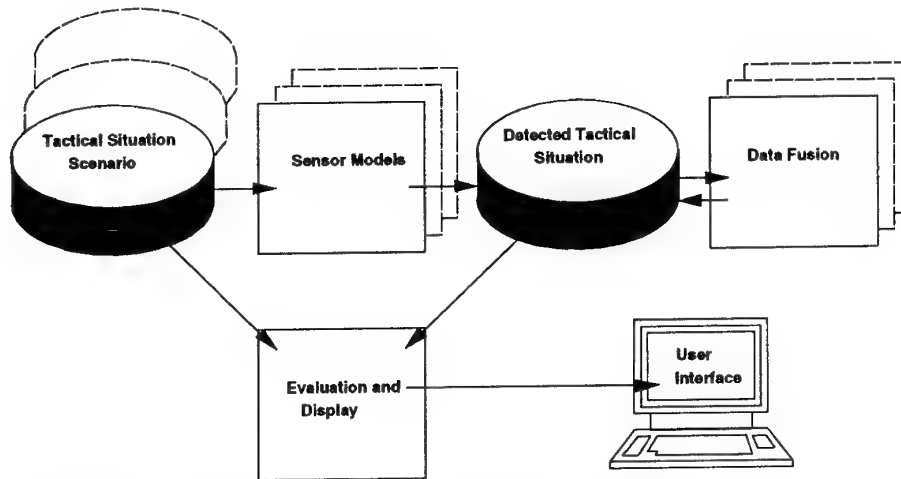 Tactical Situation
Scenario
Sensor Models
Detected Tactical
Situation
Data Fusion
Evaluation and
Display
User
Interface